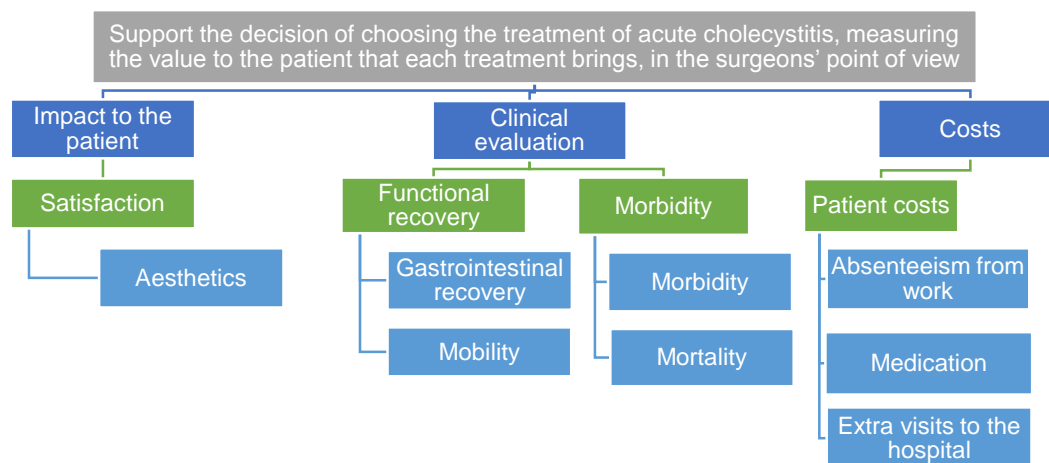 Support the decision of choosing the treatment of acute cholecystitis, measuring
the value to the patient that each treatment brings, in the surgeons’ point of view
Impact to the
patient
Clinical
evaluation
Costs
Satisfaction
Functional
recovery
Morbidity
Patient costs
Aesthetics
Gastrointestinal
recovery
Mobility
Morbidity
Mortality
Absenteeism from
work
Medication
Extra visits to the
hospital